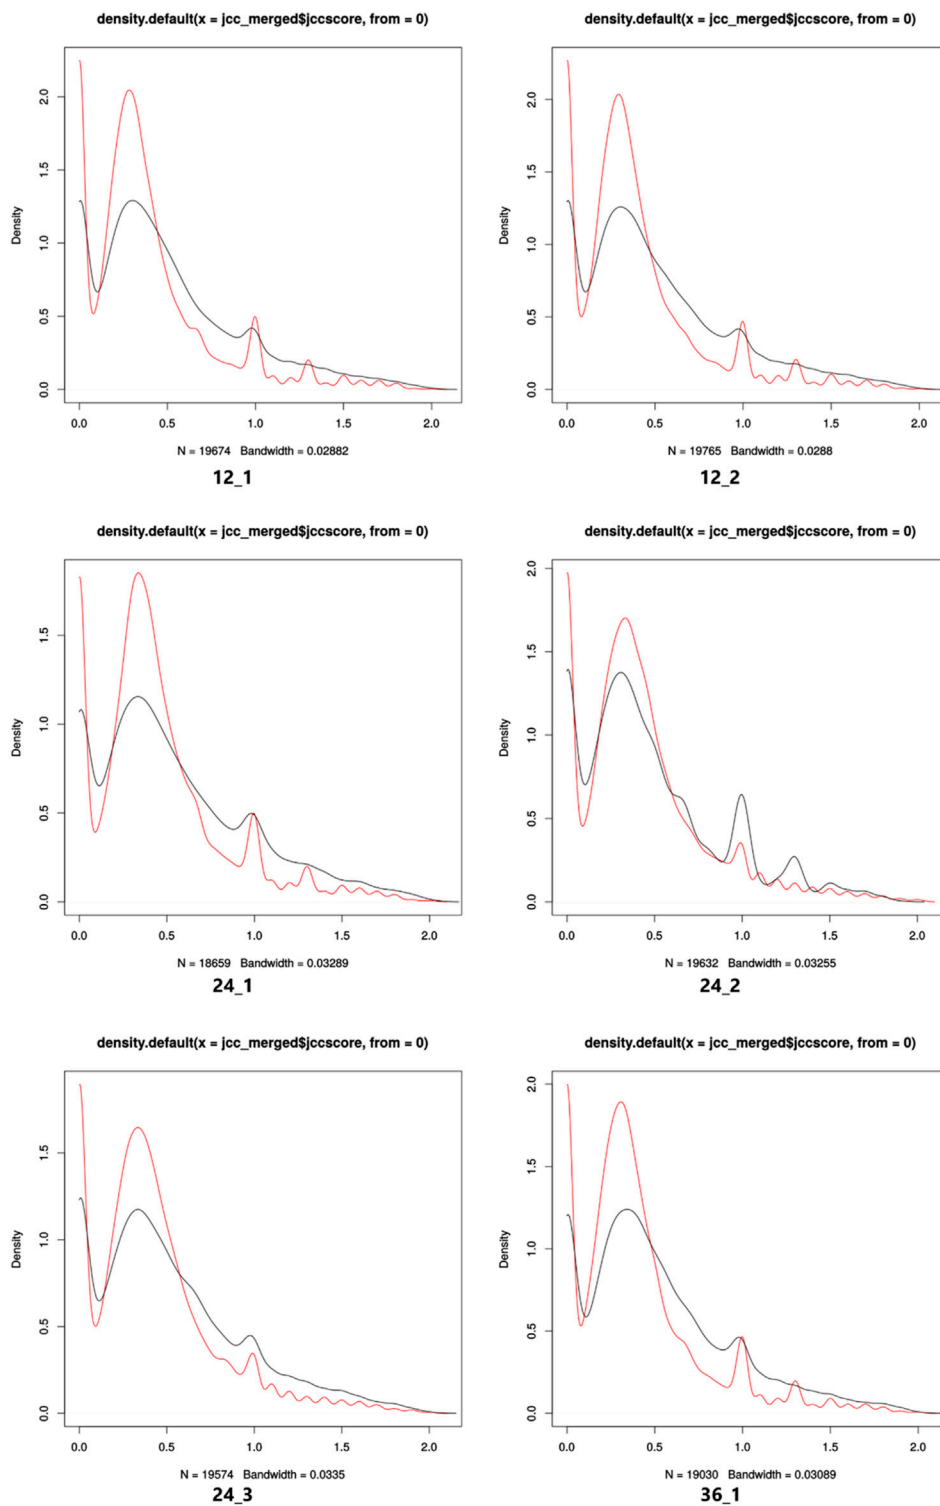 density.default(x = jcc_merged$jccscore, from = 0)
Density
0.0 0.5 1.0 1.5 2.0
0.0 0.5 1.0 1.5 2.0
N = 19674 Bandwidth = 0.02882
12_1
density.default(x = jcc_merged$jccscore, from = 0)
Density
0.0 0.5 1.0 1.5 2.0
0.0 0.5 1.0 1.5 2.0
N = 19765 Bandwidth = 0.0288
12_2
density.default(x = jcc_merged$jccscore, from = 0)
Density
0.0 0.5 1.0 1.5
0.0 0.5 1.0 1.5 2.0
N = 18659 Bandwidth = 0.03289
24_1
density.default(x = jcc_merged$jccscore, from = 0)
Density
0.0 0.5 1.0 1.5 2.0
0.0 0.5 1.0 1.5 2.0
N = 19632 Bandwidth = 0.03255
24_2
density.default(x = jcc_merged$jccscore, from = 0)
Density
0.0 0.5 1.0 1.5
0.0 0.5 1.0 1.5 2.0
N = 19574 Bandwidth = 0.0335
24_3
density.default(x = jcc_merged$jccscore, from = 0)
Density
0.0 0.5 1.0 1.5 2.0
0.0 0.5 1.0 1.5 2.0
N = 19030 Bandwidth = 0.03089
36_1